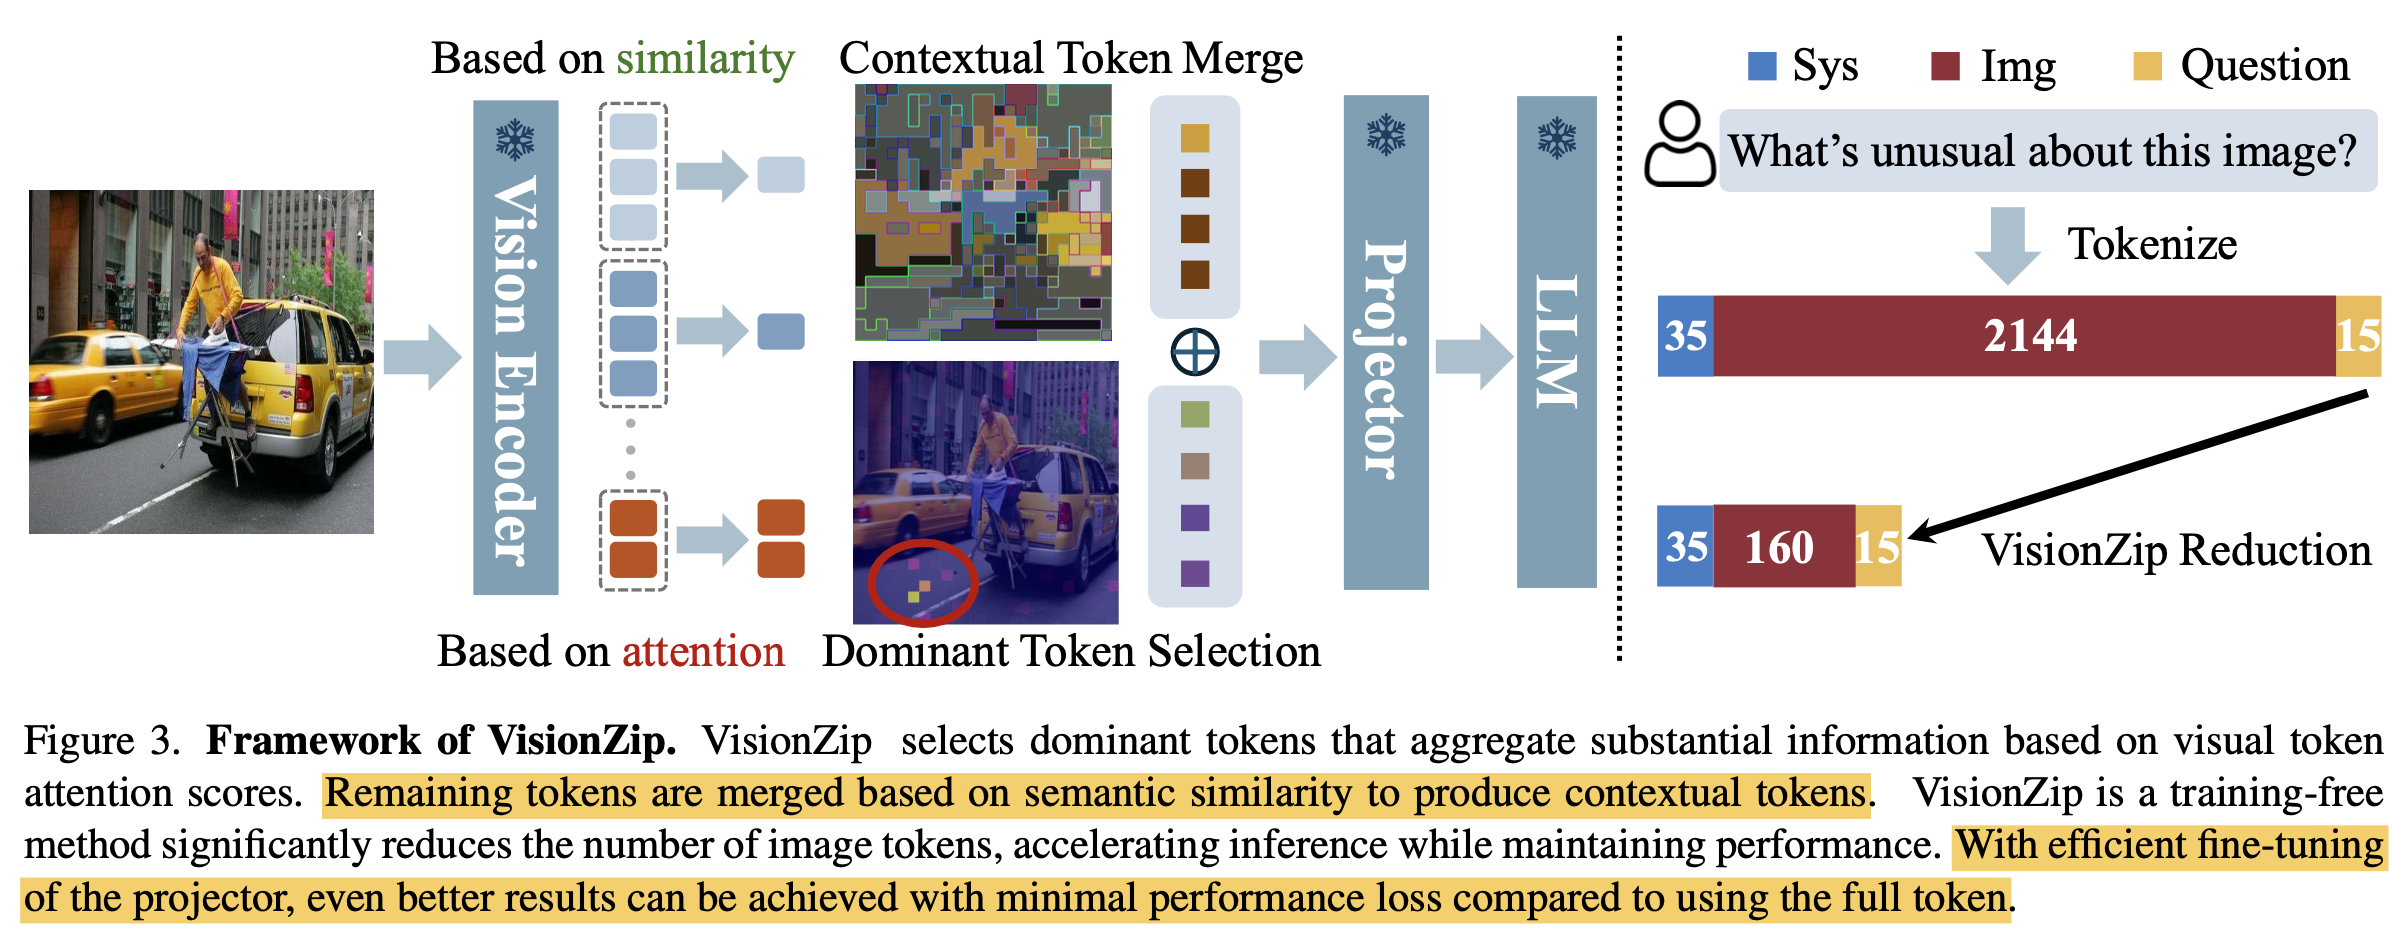 Based on similarity
Contextual Token Merge
Vision Encoder
Based on attention
Dominant Token Selection
Projector
LLM
Sys
Img
Question
What's unusual about this image?
Tokenize
35
2144
15
35
160
15
VisionZip Reduction
Figure 3. Framework of VisionZip. VisionZip selects dominant tokens that aggregate substantial information based on visual token
attention scores. Remaining tokens are merged based on semantic similarity to produce contextual tokens. VisionZip is a training-free
method significantly reduces the number of image tokens, accelerating inference while maintaining performance. With efficient fine-tuning
of the projector, even better results can be achieved with minimal performance loss compared to using the full token.